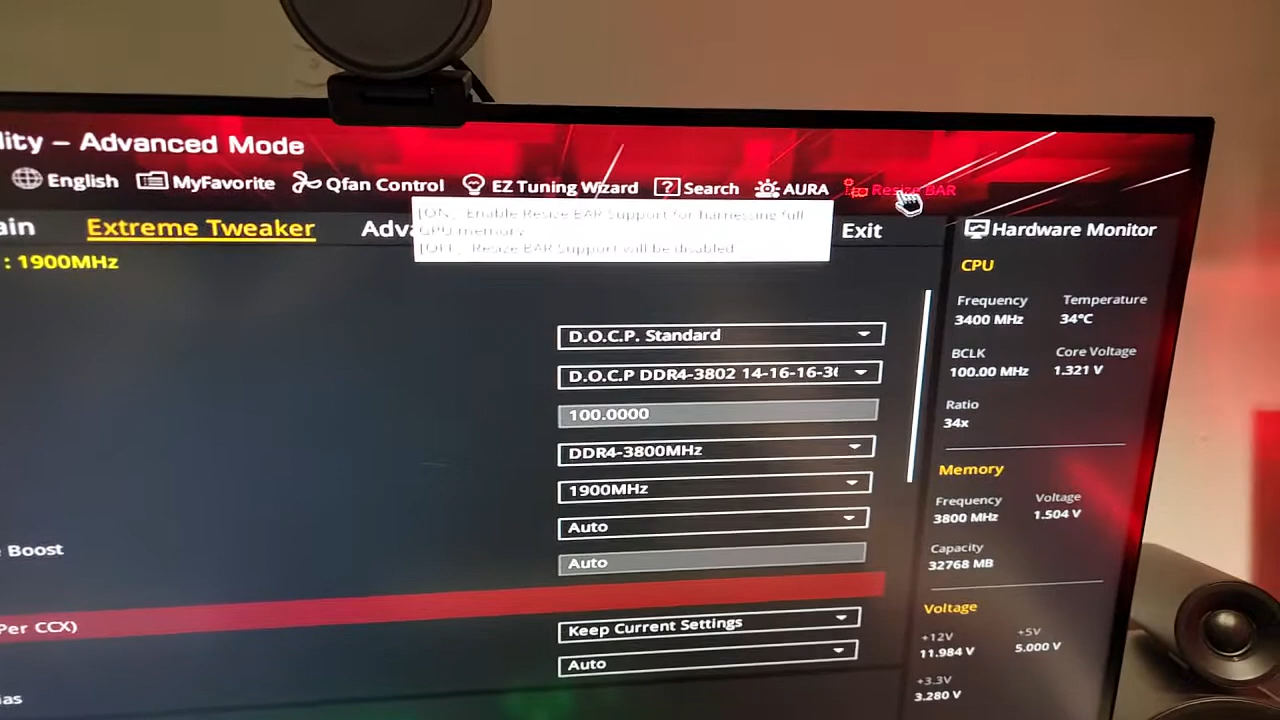 lity – Advanced Mode
English MyFavorite Qfan Control EZ Tuning Wizard ? Search AURA Resize BAR
ain Extreme Tweaker Adv Exit
[ON] Enable Resize BAR Support for harnessing full
GPU memory
[OFF] Resize BAR Support will be disabled
: 1900MHz
D.O.C.P. Standard
D.O.C.P DDR4-3802 14-16-16-36
100.0000
DDR4-3800MHz
1900MHz
Auto
Boost
Auto
Per CCX)
Keep Current Settings
Auto
ias
Hardware Monitor
CPU
Frequency Temperature
3400 MHz 34°C
BCLK Core Voltage
100.00 MHz 1.321 V
Ratio
34x
Memory
Frequency Voltage
3800 MHz 1.504 V
Capacity
32768 MB
Voltage
+12V +5V
11.984 V 5.000 V
+3.3V
3.280 V